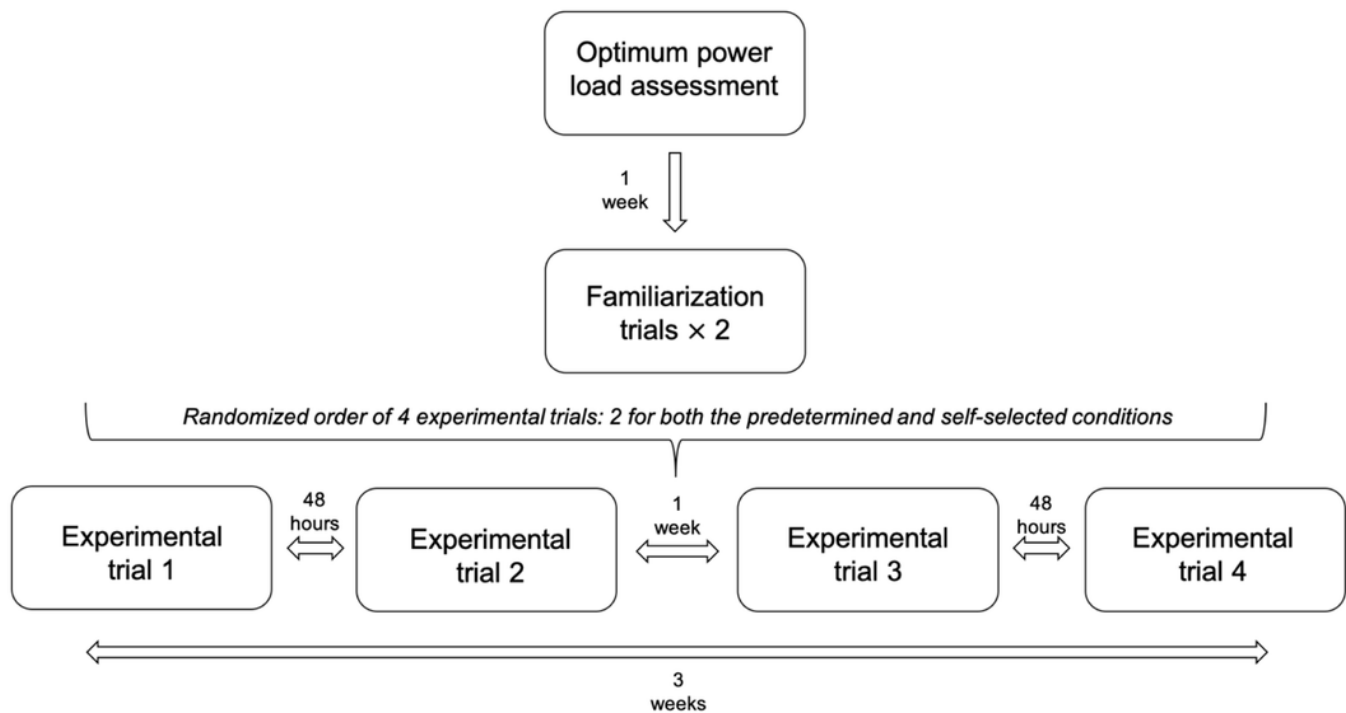 Optimum power
load assessment
1
week
Familiarization
trials × 2
Randomized order of 4 experimental trials: 2 for both the predetermined and self-selected conditions
Experimental
trial 1
48
hours
Experimental
trial 2
1
week
Experimental
trial 3
48
hours
Experimental
trial 4
3
weeks